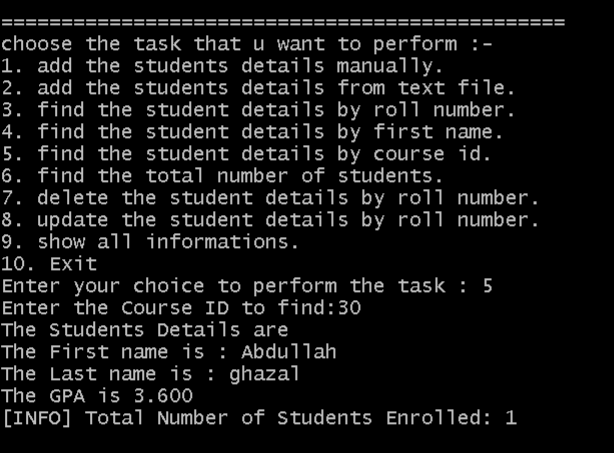 ===============================================
choose the task that u want to perform :-
1. add the students details manually.
2. add the students details from text file.
3. find the student details by roll number.
4. find the student details by first name.
5. find the student details by course id.
6. find the total number of students.
7. delete the student details by roll number.
8. update the student details by roll number.
9. show all informations.
10. Exit
Enter your choice to perform the task : 5
Enter the Course ID to find:30
The Students Details are
The First name is : Abdullah
The Last name is : ghazal
The GPA is 3.600
[INFO] Total Number of Students Enrolled: 1